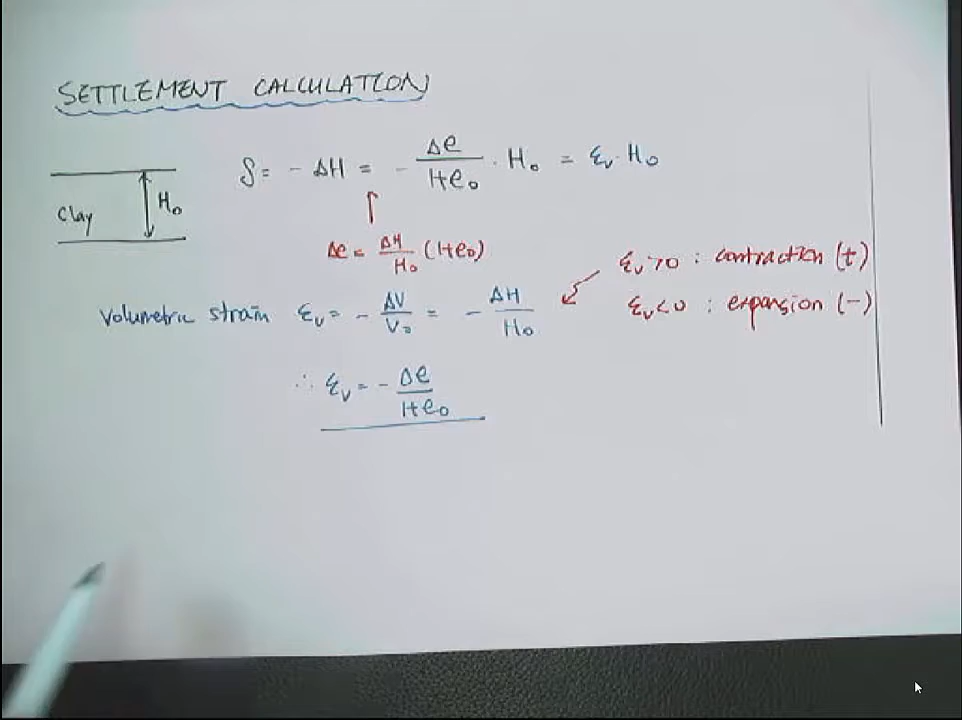 SETTLEMENT CALCULATION
Clay
H₀
S = - ΔH = - Δe/1+e₀ · H₀ = εᵥ · H₀
Δe = ΔH/H₀ (1+e₀)
εᵥ>0 : contraction (+)
εᵥ<0 : expansion (-)
Volumetric strain εᵥ = - ΔV/V₀ = - ΔH/H₀
∴ εᵥ = - Δe/1+e₀